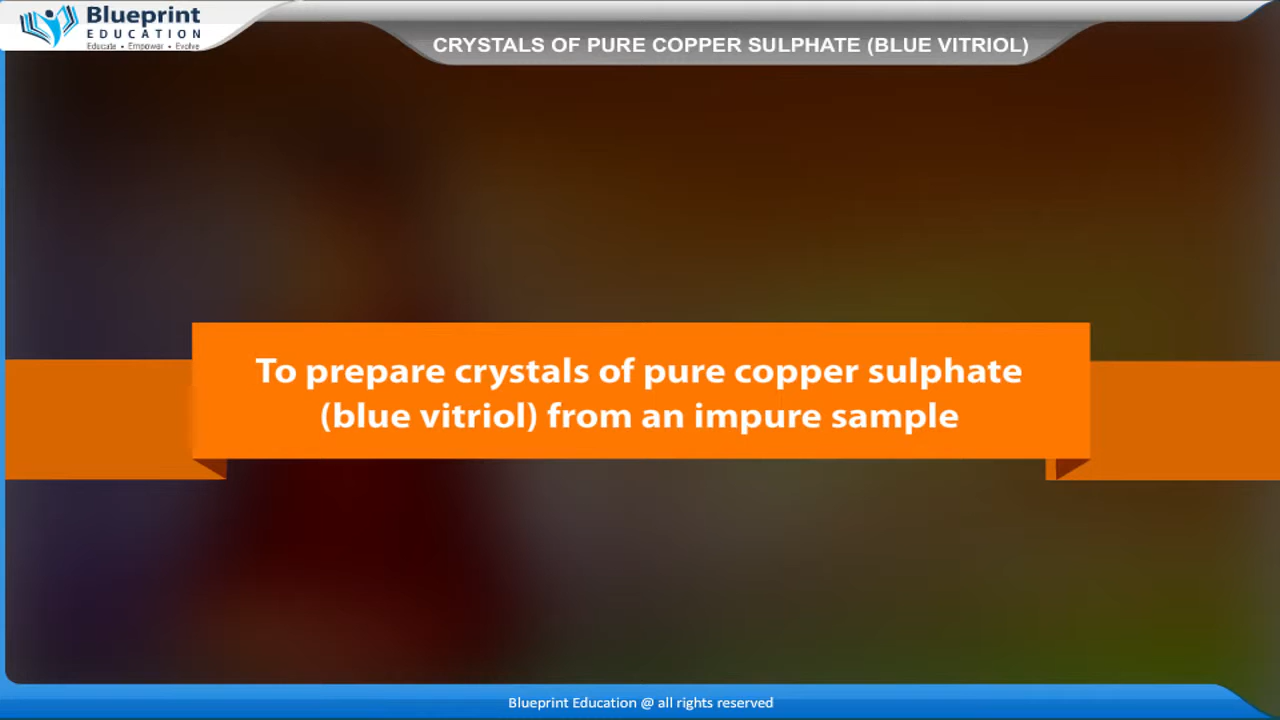 Blueprint
EDUCATION
Educate • Empower • Evolve
CRYSTALS OF PURE COPPER SULPHATE (BLUE VITRIOL)
To prepare crystals of pure copper sulphate
(blue vitriol) from an impure sample
Blueprint Education @ all rights reserved